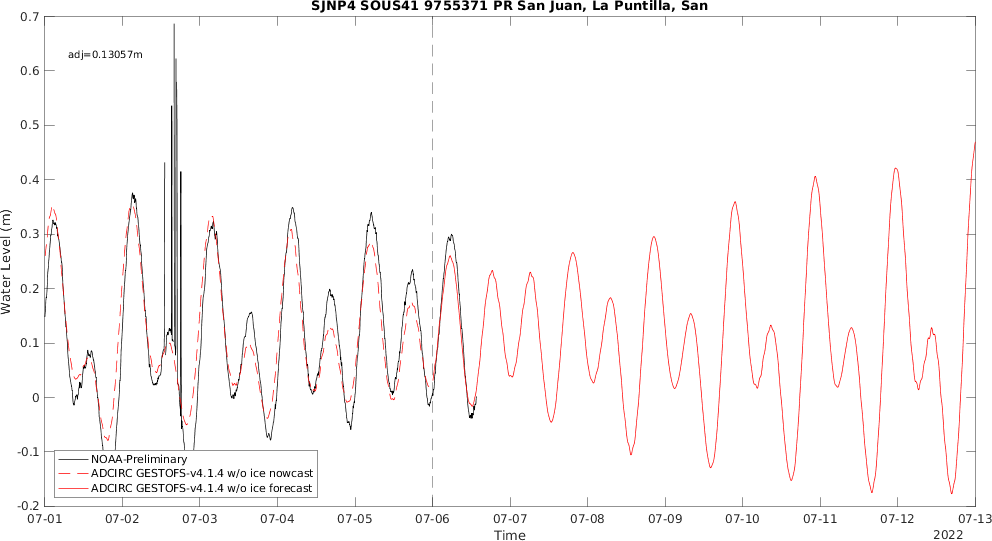 SJNP4 SOUS41 9755371 PR San Juan, La Puntilla, San
adj=0.13057m
Water Level (m)
0.7
0.6
0.5
0.4
0.3
0.2
0.1
0
-0.1
-0.2
NOAA-Preliminary
ADCIRC GESTOFS-v4.1.4 w/o ice nowcast
ADCIRC GESTOFS-v4.1.4 w/o ice forecast
07-01 07-02 07-03 07-04 07-05 07-06 07-07 07-08 07-09 07-10 07-11 07-12 07-13
Time
2022